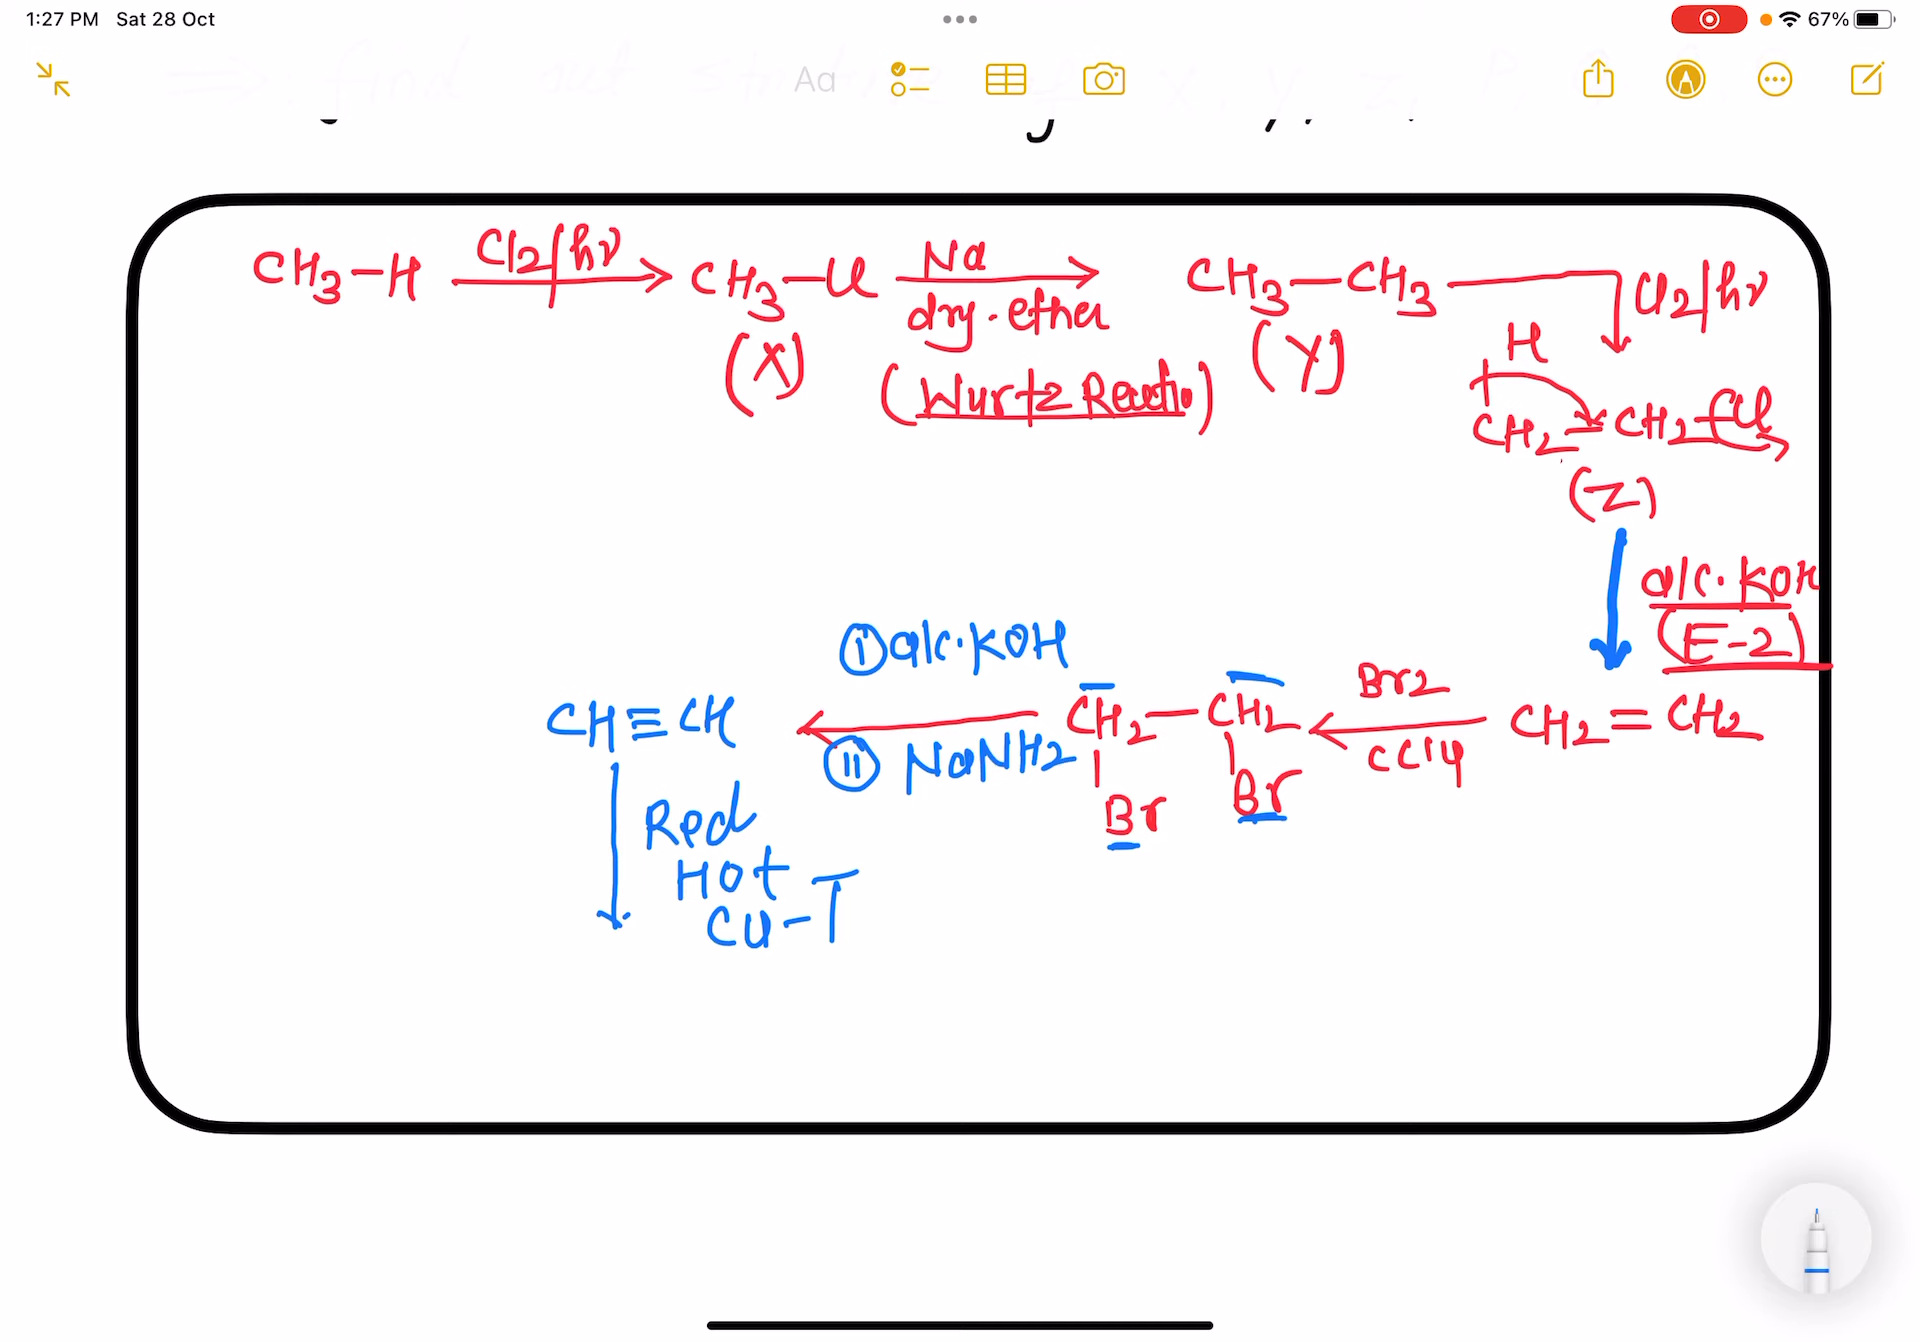 1:27 PM Sat 28 Oct
67%
Aa
CH3-H Cl2/hν CH3-Cl Na dry-ether CH3-CH3 Cl2/hν
(X) (Wurtz Reactio) (Y)
H
CH2-CH2-Cl
(Z)
alc.KOH
(E-2)
CH2=CH2
Br2
CCl4
CH2-CH2
Br Br
① alc.KOH
② NaNH2
CH≡CH
Red
Hot
Cu-T